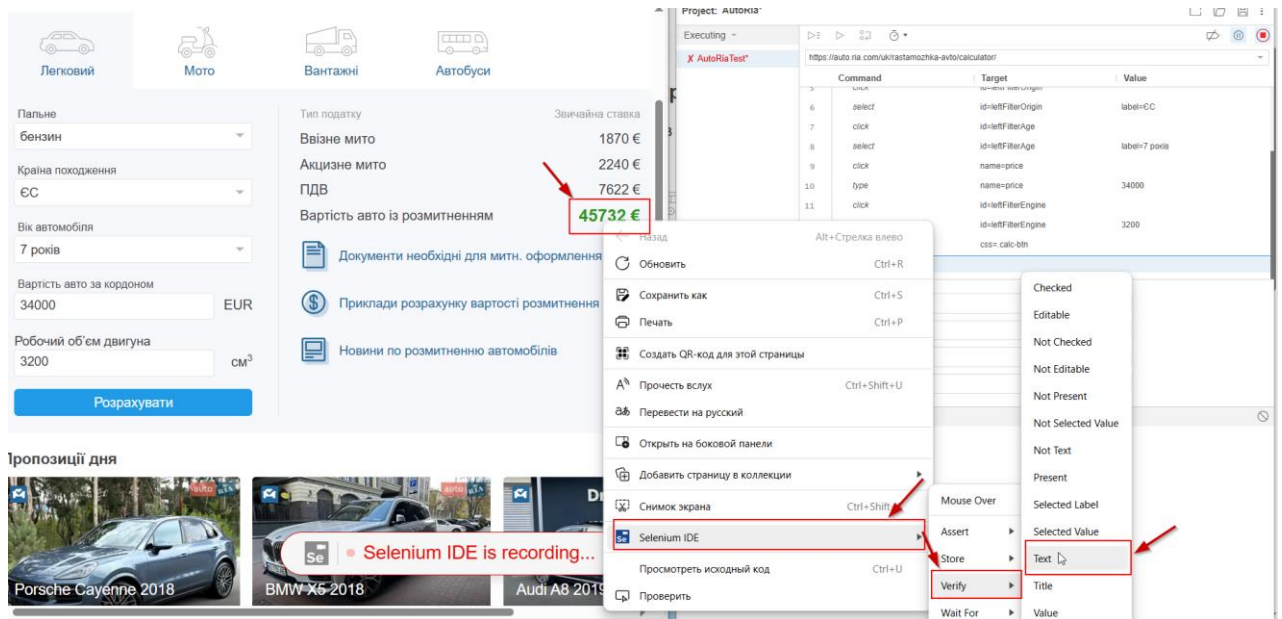 Project: AutoRia*
Легковий
Мото
Вантажні
Автобуси
Пальне
бензин
Країна походження
ЄС
Вік автомобіля
7 років
Вартість авто за кордоном
34000 EUR
Робочий об'єм двигуна
3200 см³
Розрахувати
Тип податку Звичайна ставка
Ввізне мито 1870 €
Акцизне мито 2240 €
ПДВ 7622 €
Вартість авто із розмитненням 45732 €
Документи необхідні для митн. оформлення
Приклади розрахунку вартості розмитнення
Новини по розмитненню автомобілів
Пропозиції дня
Porsche Cayenne 2018
BMW X5 2018
Audi A8 2019
Selenium IDE is recording...
Executing
X AutoRiaTest*
https://auto.ria.com/uk/rastamozhka-avto/calculator/
Command Target Value
5 click id=leftFilterOrigin
6 select id=leftFilterOrigin label=ЄС
7 click id=leftFilterAge
8 select id=leftFilterAge label=7 років
9 click name=price
10 type name=price 34000
11 click id=leftFilterEngine
id=leftFilterEngine 3200
css= calc-btn
Назад Alt+Стрелка влево
Обновить Ctrl+R
Сохранить как Ctrl+S
Печать Ctrl+P
Создать QR-код для этой страницы
Прочесть вслух Ctrl+Shift+U
Перевести на русский
Открыть на боковой панели
Добавить страницу в коллекции
Снимок экрана Ctrl+Shift
Selenium IDE
Просмотреть исходный код Ctrl+U
Проверить
Mouse Over
Assert
Store
Verify
Wait For
Checked
Editable
Not Checked
Not Editable
Not Present
Not Selected Value
Not Text
Present
Selected Label
Selected Value
Text
Title
Value